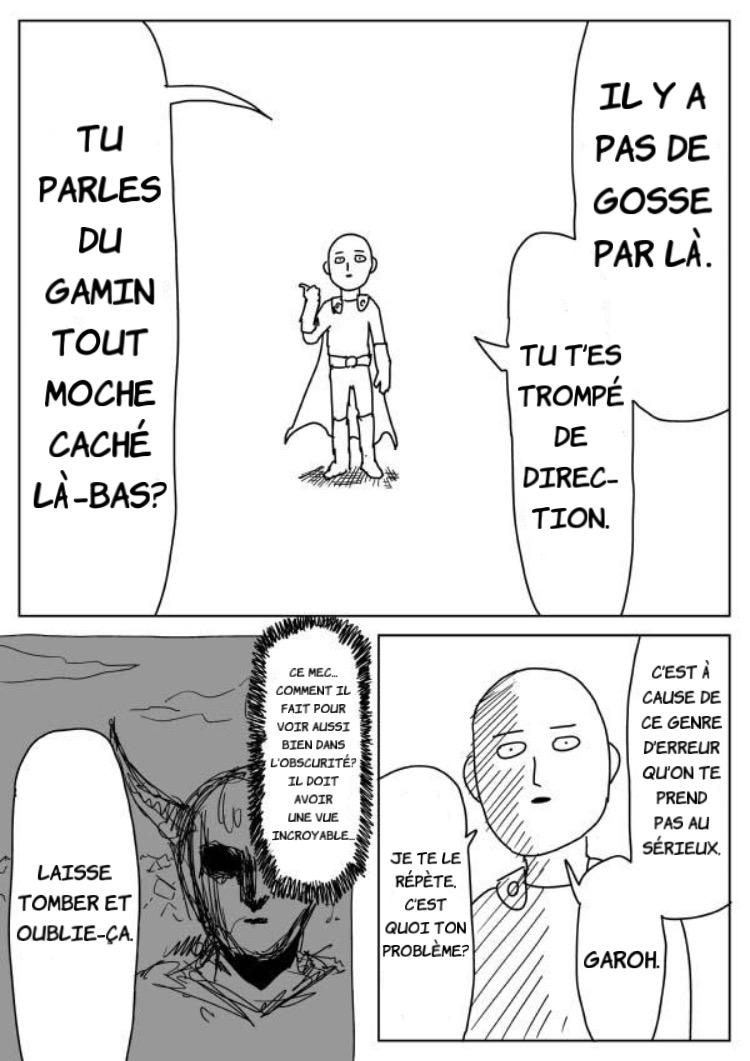 IL Y A
PAS DE
GOSSE
PAR LÀ.
TU T'ES
TROMPÉ
DE
DIREC-
TION.
TU
PARLES
DU
GAMIN
TOUT
MOCHE
CACHÉ
LÀ-BAS?
C'EST À
CAUSE DE
CE GENRE
D'ERREUR
QU'ON TE
PREND
PAS AU
SÉRIEUX.
GAROH.
JE TE LE
RÉPÈTE.
C'EST
QUOI TON
PROBLÈME?
CE MEC...
COMMENT IL
FAIT POUR
VOIR AUSSI
BIEN DANS
L'OBSCURITÉ?
IL DOIT
AVOIR
UNE VUE
INCROYABLE...
LAISSE
TOMBER ET
OUBLIE-ÇA.